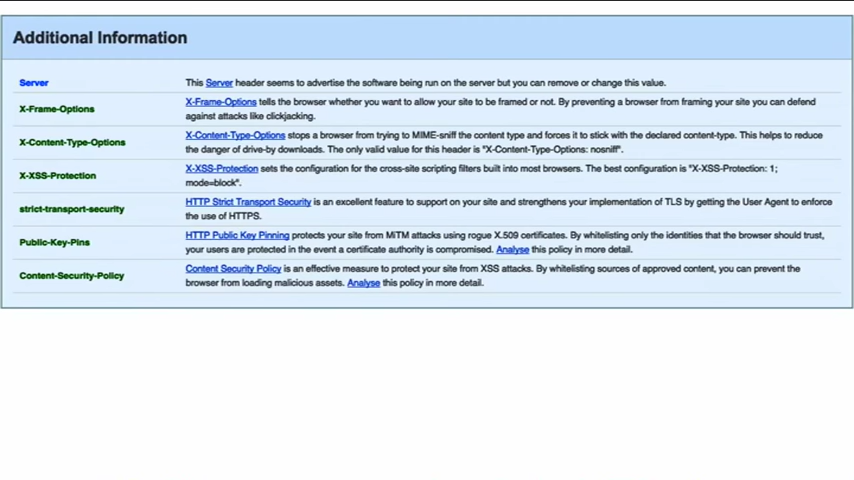 Additional Information
Server
This Server header seems to advertise the software being run on the server but you can remove or change this value.
X-Frame-Options
X-Frame-Options tells the browser whether you want to allow your site to be framed or not. By preventing a browser from framing your site you can defend
against attacks like clickjacking.
X-Content-Type-Options
X-Content-Type-Options stops a browser from trying to MIME-sniff the content type and forces it to stick with the declared content-type. This helps to reduce
the danger of drive-by downloads. The only valid value for this header is "X-Content-Type-Options: nosniff".
X-XSS-Protection
X-XSS-Protection sets the configuration for the cross-site scripting filters built into most browsers. The best configuration is "X-XSS-Protection: 1;
mode=block".
strict-transport-security
HTTP Strict Transport Security is an excellent feature to support on your site and strengthens your implementation of TLS by getting the User Agent to enforce
the use of HTTPS.
Public-Key-Pins
HTTP Public Key Pinning protects your site from MiTM attacks using rogue X.509 certificates. By whitelisting only the identities that the browser should trust,
your users are protected in the event a certificate authority is compromised. Analyse this policy in more detail.
Content-Security-Policy
Content Security Policy is an effective measure to protect your site from XSS attacks. By whitelisting sources of approved content, you can prevent the
browser from loading malicious assets. Analyse this policy in more detail.